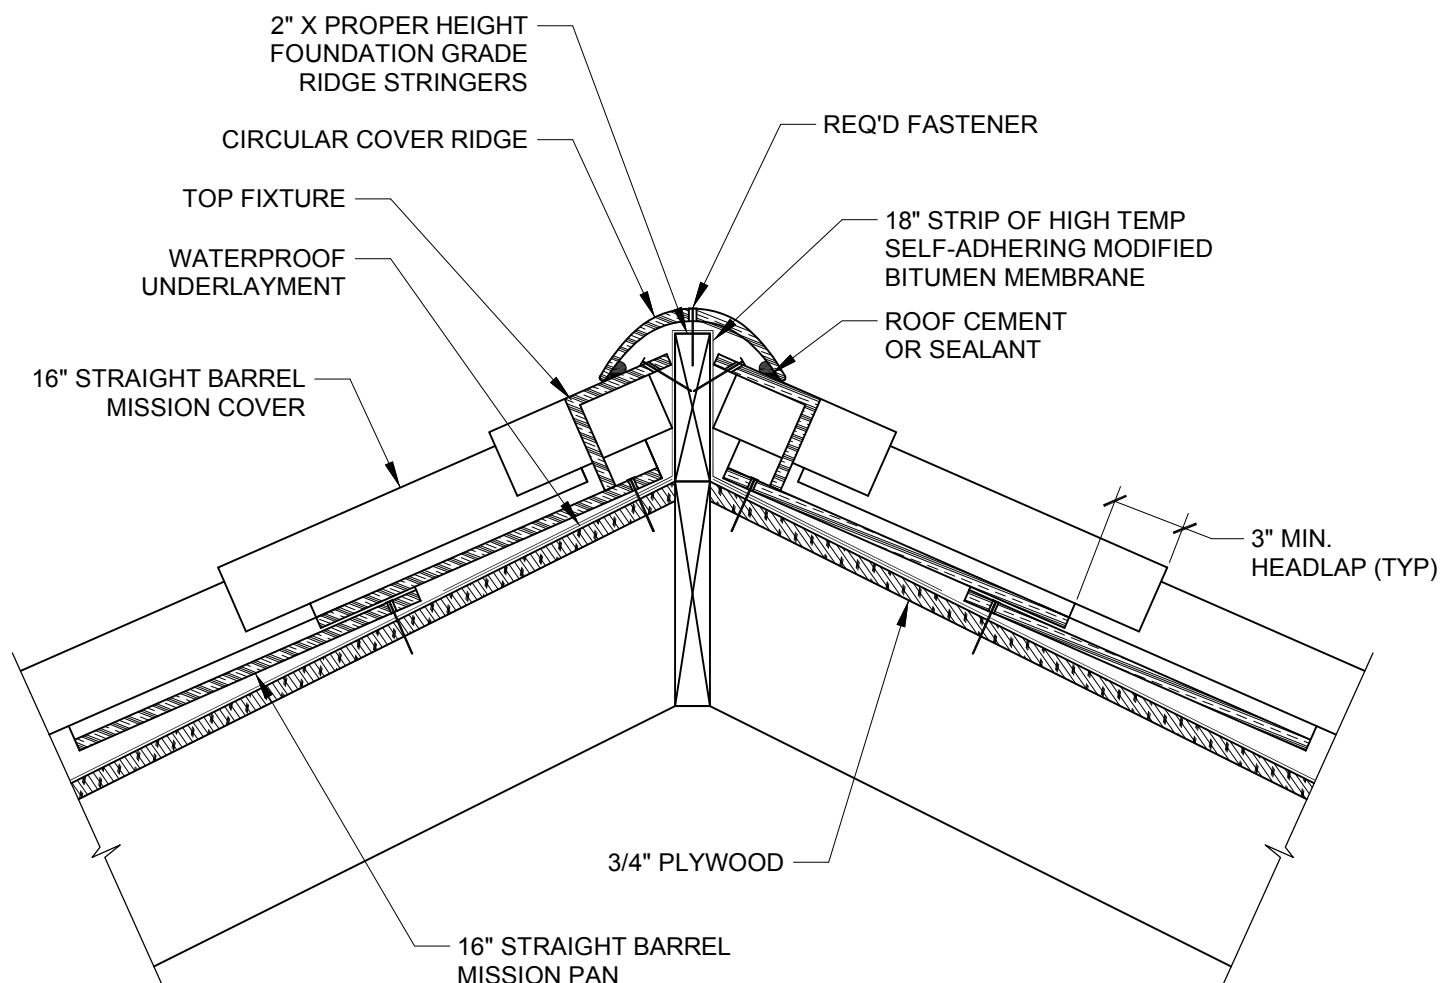 2" X PROPER HEIGHT
FOUNDATION GRADE
RIDGE STRINGERS
CIRCULAR COVER RIDGE
TOP FIXTURE
WATERPROOF
UNDERLAYMENT
16" STRAIGHT BARREL
MISSION COVER
REQ'D FASTENER
18" STRIP OF HIGH TEMP
SELF-ADHERING MODIFIED
BITUMEN MEMBRANE
ROOF CEMENT
OR SEALANT
3" MIN.
HEADLAP (TYP)
3/4" PLYWOOD
16" STRAIGHT BARREL
MISSION PAN